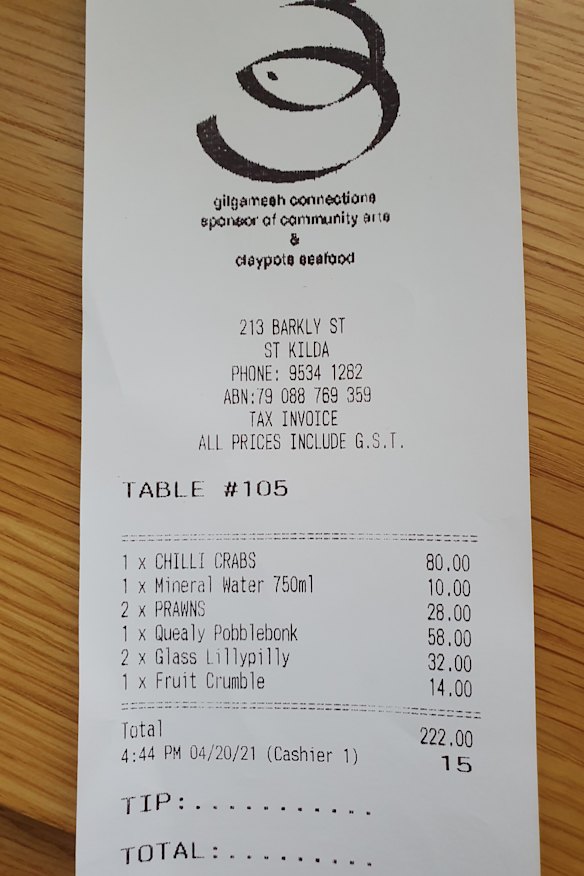 gilgamesh connections
sponsor of community arts
&
claypots seafood
213 BARKLY ST
ST KILDA
PHONE: 9534 1282
ABN:79 088 769 359
TAX INVOICE
ALL PRICES INCLUDE G.S.T.
TABLE #105
1 x CHILLI CRABS 80.00
1 x Mineral Water 750ml 10.00
2 x PRAWNS 28.00
1 x Quealy Pobblebonk 58.00
2 x Glass Lillypilly 32.00
1 x Fruit Crumble 14.00
Total 222.00
4:44 PM 04/20/21 (Cashier 1) 15
TIP:...........
TOTAL:.........